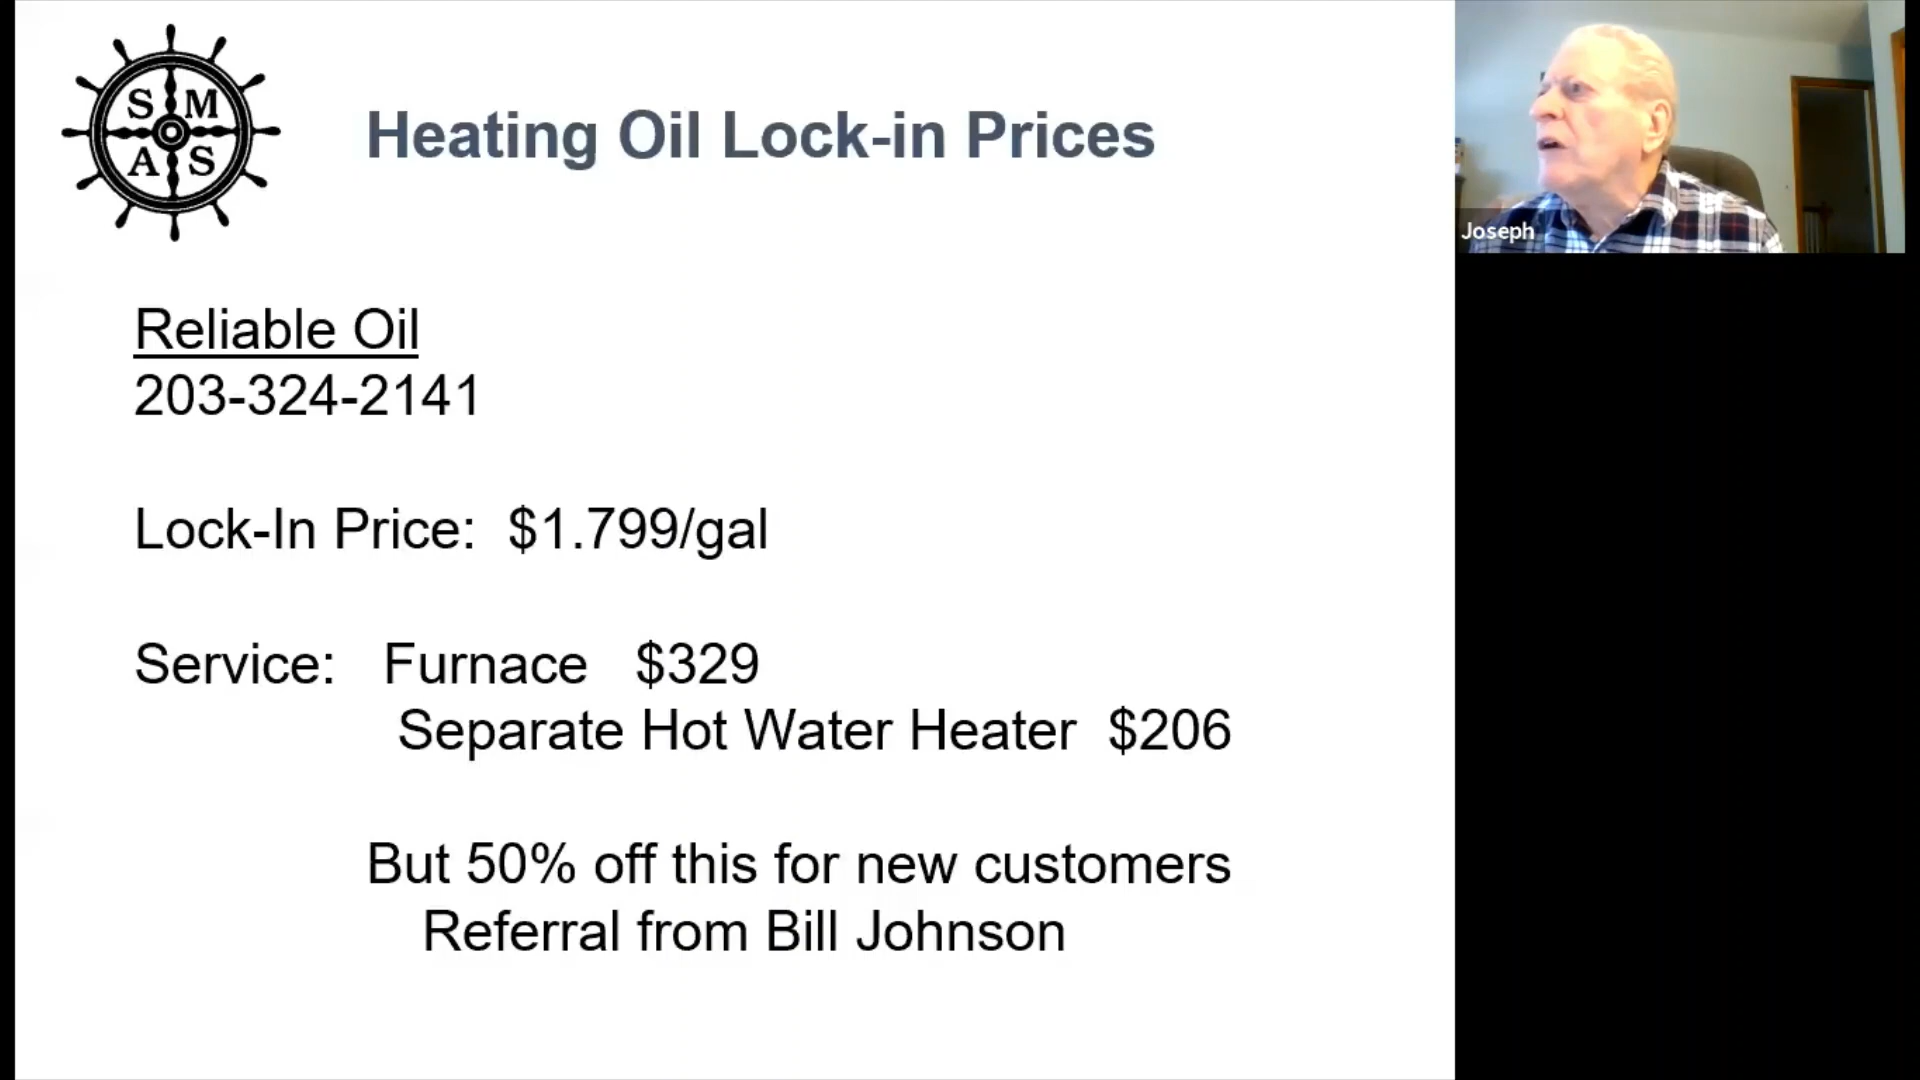 S M
A S
Heating Oil Lock-in Prices
Joseph
Reliable Oil
203-324-2141
Lock-In Price: $1.799/gal
Service: Furnace $329
Separate Hot Water Heater $206
But 50% off this for new customers
Referral from Bill Johnson